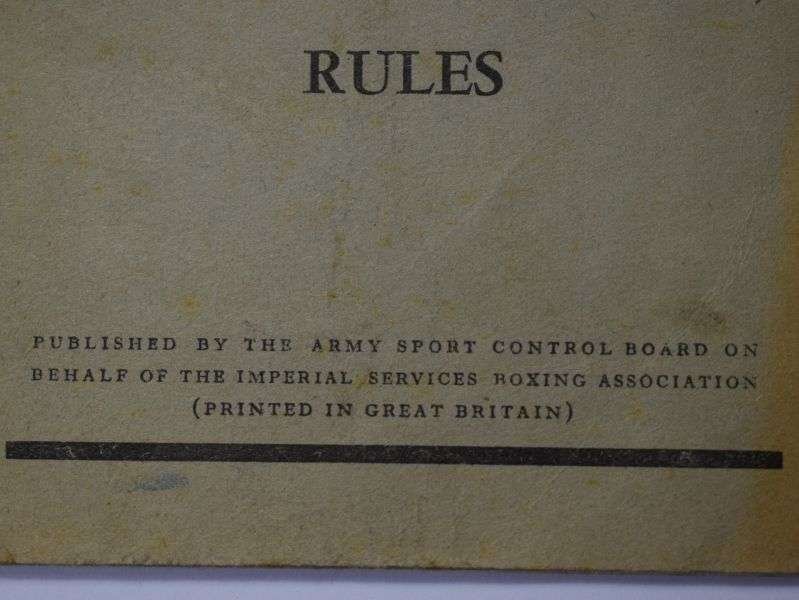 RULES
PUBLISHED BY THE ARMY SPORT CONTROL BOARD ON
BEHALF OF THE IMPERIAL SERVICES BOXING ASSOCIATION
(PRINTED IN GREAT BRITAIN)